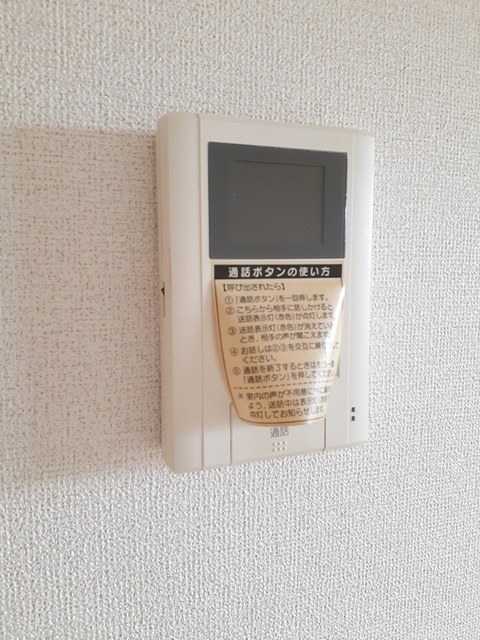 通話ボタンの使い方
【呼び出されたら】
①「通話ボタン」を一回押します。
② こちらから相手に話しかけると
送話表示灯(赤色)が点灯します
③ 送話表示灯(赤色)が消えている
とき、相手の声が聞こえます。
④ お話しは②③を交互に
ください。
⑤ 通話を終了するときは
「通話ボタン」を押してくだ
※ 室内の声が不用意に
よう、送話中は表示灯
点灯してお知らせします
通話